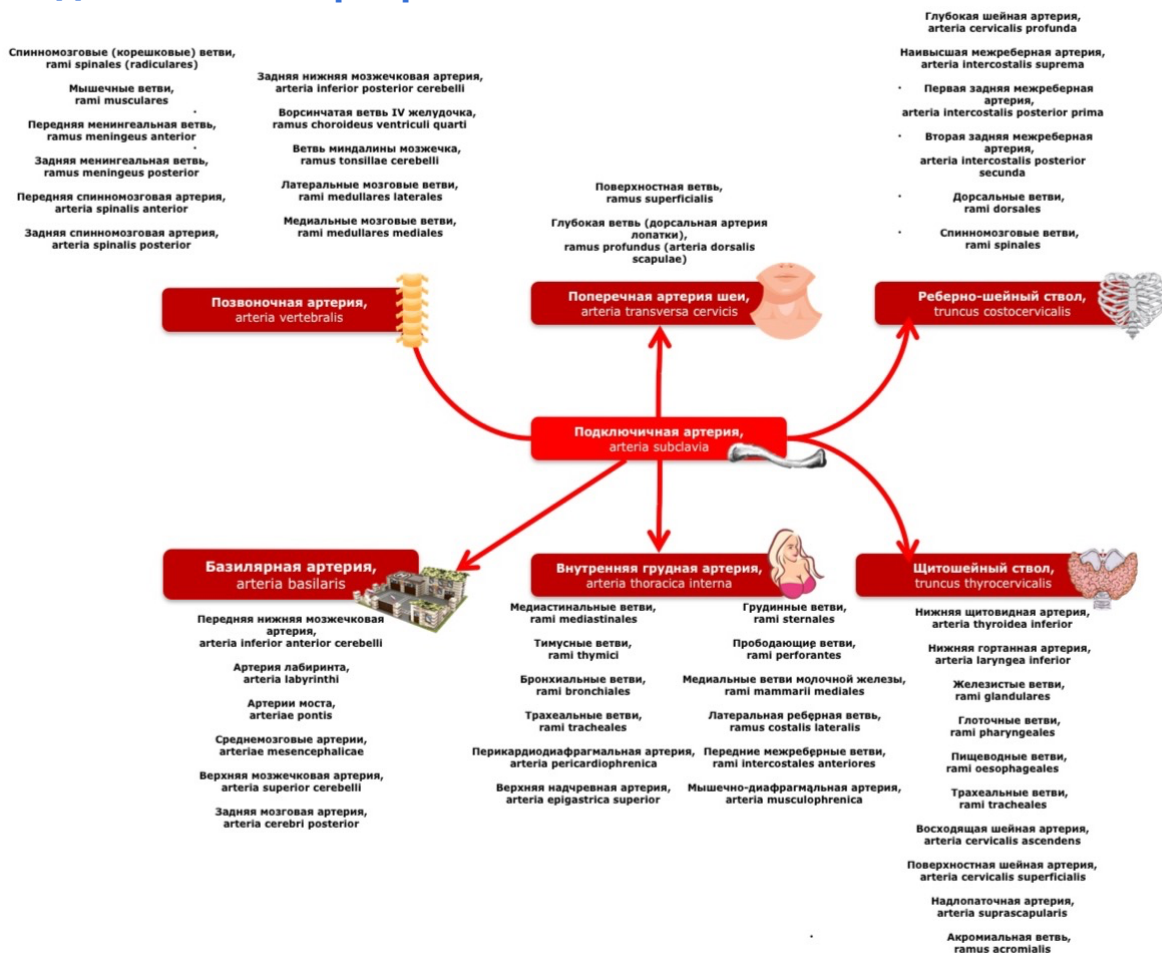 Спинномозговые (корешковые) ветви,
rami spinales (radiculares)
Мышечные ветви,
rami musculares
Передняя менингеальная ветвь,
ramus meningeus anterior
Задняя менингеальная ветвь,
ramus meningeus posterior
Передняя спинномозговая артерия,
arteria spinalis anterior
Задняя спинномозговая артерия,
arteria spinalis posterior
Задняя нижняя мозжечковая артерия,
arteria inferior posterior cerebelli
Ворсинчатая ветвь IV желудочка,
ramus choroideus ventriculi quarti
Ветвь миндалины мозжечка,
ramus tonsillae cerebelli
Латеральные мозговые ветви,
rami medullares laterales
Медиальные мозговые ветви,
rami medullares mediales
Позвоночная артерия,
arteria vertebralis
Поверхностная ветвь,
ramus superficialis
Глубокая ветвь (дорсальная артерия
лопатки),
ramus profundus (arteria dorsalis
scapulae)
Поперечная артерия шеи,
arteria transversa cervicis
Глубокая шейная артерия,
arteria cervicalis profunda
Наивысшая межреберная артерия,
arteria intercostalis suprema
Первая задняя межреберная
артерия,
arteria intercostalis posterior prima
Вторая задняя межреберная
артерия,
arteria intercostalis posterior
secunda
Дорсальные ветви,
rami dorsales
Спинномозговые ветви,
rami spinales
Реберно-шейный ствол,
truncus costocervicalis
Подключичная артерия,
arteria subclavia
Базилярная артерия,
arteria basilaris
Передняя нижняя мозжечковая
артерия,
arteria inferior anterior cerebelli
Артерия лабиринта,
arteria labyrinthi
Артерии моста,
arteriae pontis
Среднемозговые артерии,
arteriae mesencephalicae
Верхняя мозжечковая артерия,
arteria superior cerebelli
Задняя мозговая артерия,
arteria cerebri posterior
Внутренняя грудная артерия,
arteria thoracica interna
Медиастинальные ветви,
rami mediastinales
Тимусные ветви,
rami thymici
Бронхиальные ветви,
rami bronchiales
Трахеальные ветви,
rami tracheales
Перикардиодиафрагмальная артерия,
arteria pericardiophrenica
Верхняя надчревная артерия,
arteria epigastrica superior
Грудинные ветви,
rami sternales
Прободающие ветви,
rami perforantes
Медиальные ветви молочной железы,
rami mammarii mediales
Латеральная реберная ветвь,
ramus costalis lateralis
Передние межреберные ветви,
rami intercostales anteriores
Мышечно-диафрагмальная артерия,
arteria musculophrenica
Щитошейный ствол,
truncus thyrocervicalis
Нижняя щитовидная артерия,
arteria thyroidea inferior
Нижняя гортанная артерия,
arteria laryngea inferior
Железистые ветви,
rami glandulares
Глоточные ветви,
rami pharyngeales
Пищеводные ветви,
rami oesophageales
Трахеальные ветви,
rami tracheales
Восходящая шейная артерия,
arteria cervicalis ascendens
Поверхностная шейная артерия,
arteria cervicalis superficialis
Надлопаточная артерия,
arteria suprascapularis
Акромиальная ветвь,
ramus acromialis